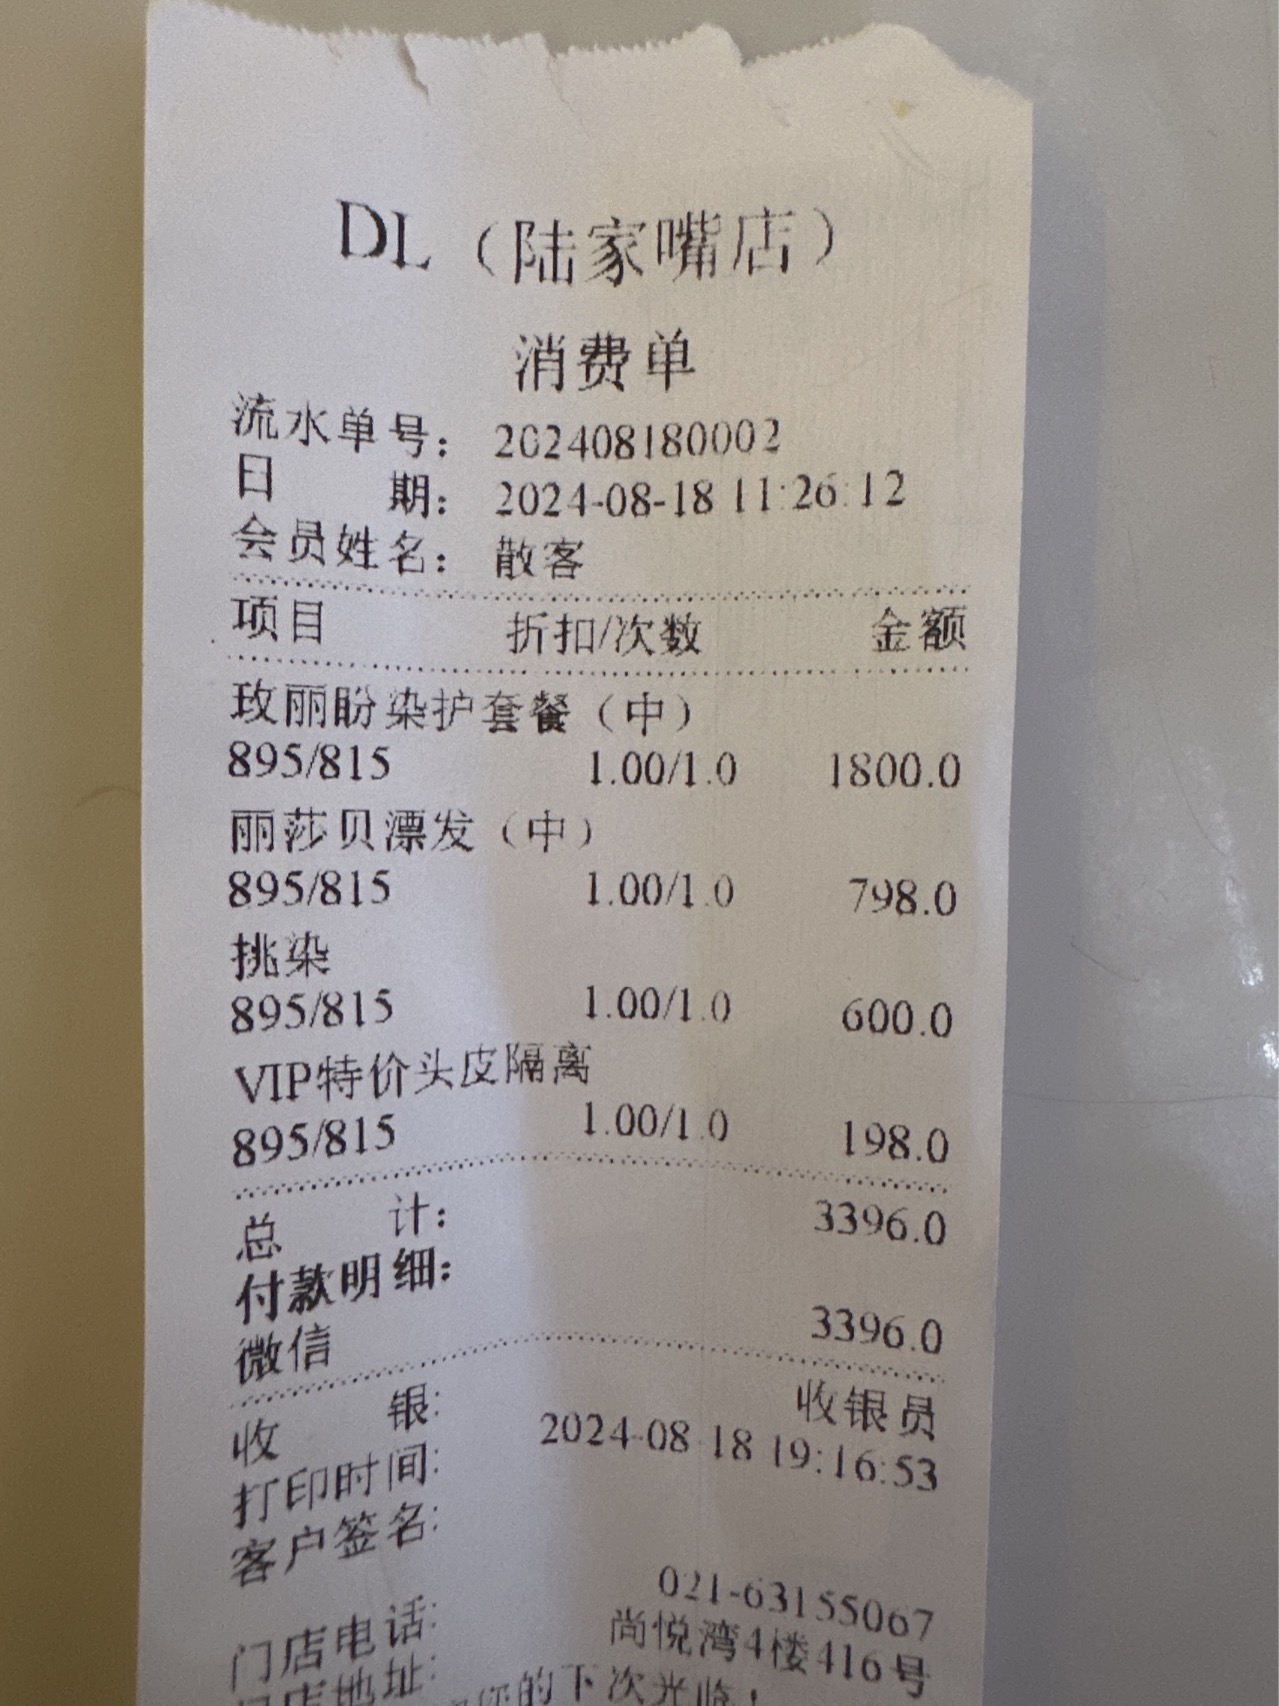 DL（陆家嘴店）
消费单
流水单号： 202408180002
日 期： 2024-08-18 11:26:12
会员姓名： 散客
项目 折扣/次数 金额
玫丽盼染护套餐（中）
895/815 1.00/1.0 1800.0
丽莎贝漂发（中）
895/815 1.00/1.0 798.0
挑染
895/815 1.00/1.0 600.0
VIP特价头皮隔离
895/815 1.00/1.0 198.0
总 计： 3396.0
付款明细：
微信 3396.0
收 银: 收银员
打印时间: 2024-08-18 19:16:53
客户签名:
门店电话: 021-63155067
门店地址: 尚悦湾4楼416号
您的下次光临！